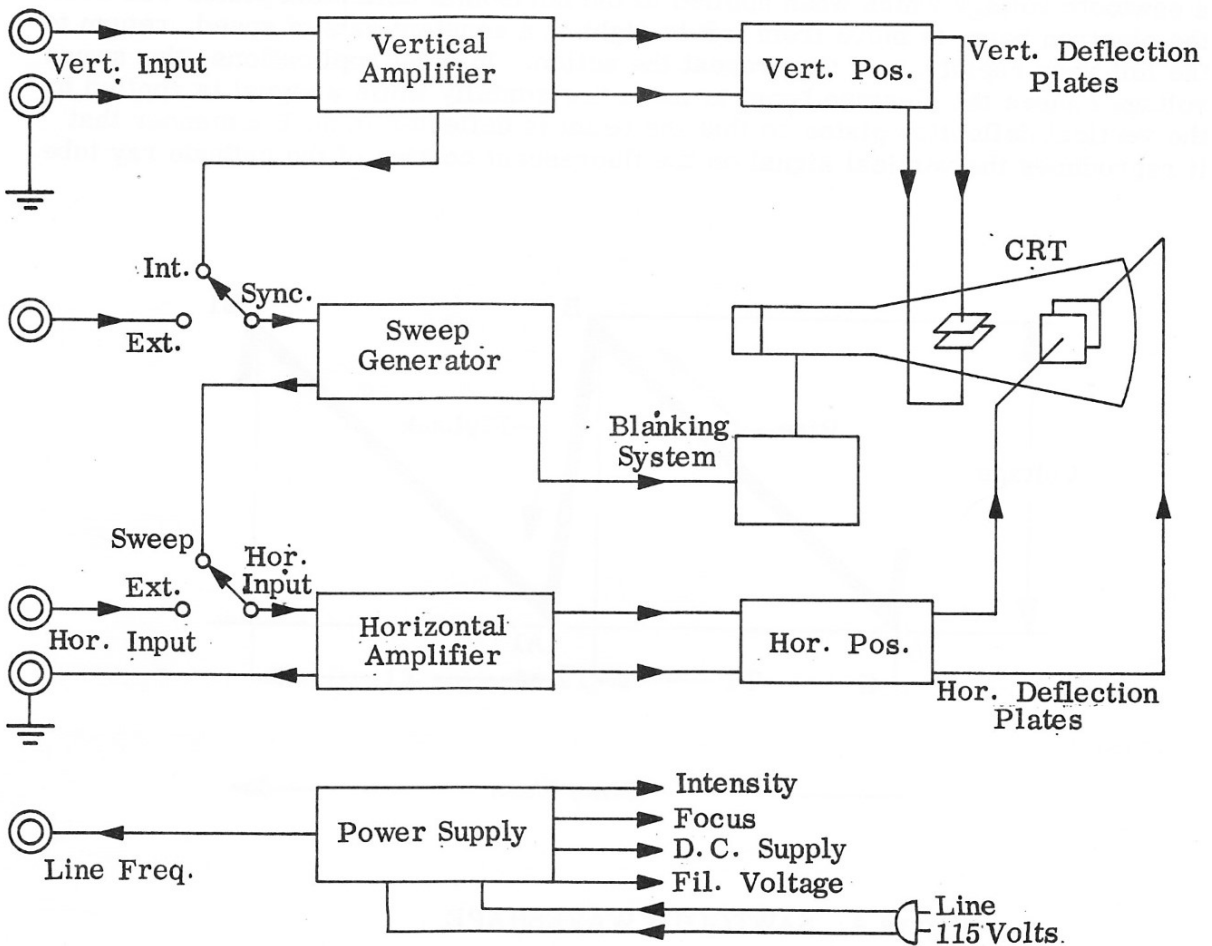 Vert. Input
Vertical
Amplifier
Vert. Pos.
Vert. Deflection
Plates
Int.
Sync.
Ext.
Sweep
Generator
CRT
Blanking
System
Sweep
Hor.
Input
Ext.
Hor. Input
Horizontal
Amplifier
Hor. Pos.
Hor. Deflection
Plates
Power Supply
Intensity
Focus
D.C. Supply
Fil. Voltage
Line Freq.
Line
115 Volts.